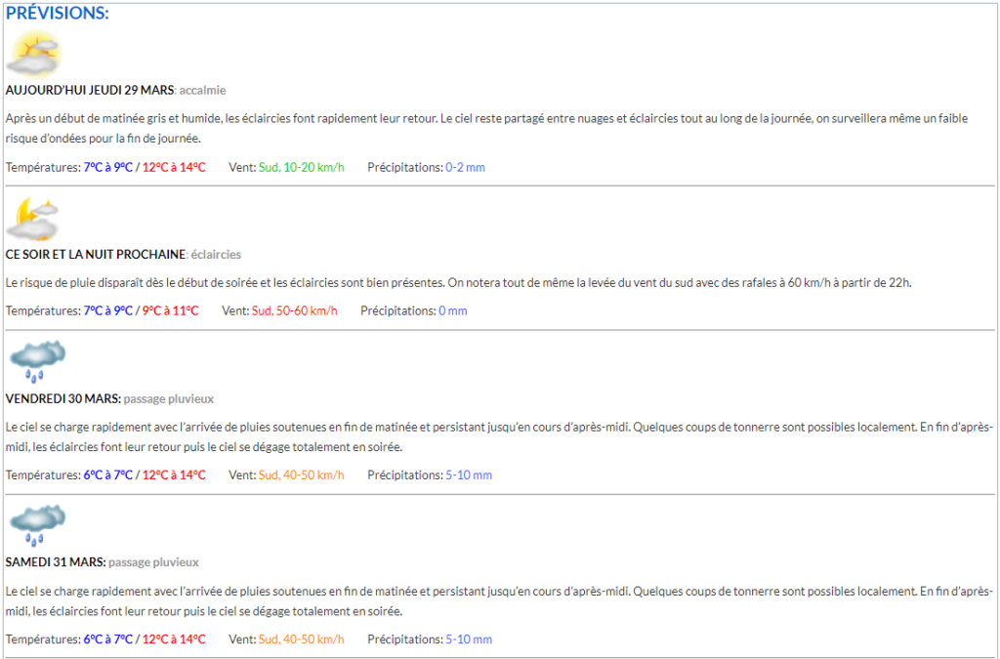 PRÉVISIONS:
AUJOURD'HUI JEUDI 29 MARS: accalmie
Après un début de matinée gris et humide, les éclaircies font rapidement leur retour. Le ciel reste partagé entre nuages et éclaircies tout au long de la journée, on surveillera même un faible
risque d'ondées pour la fin de journée.
Températures: 7°C à 9°C / 12°C à 14°C Vent: Sud, 10-20 km/h Précipitations: 0-2 mm
CE SOIR ET LA NUIT PROCHAINE: éclaircies
Le risque de pluie disparaît dès le début de soirée et les éclaircies sont bien présentes. On notera tout de même la levée du vent du sud avec des rafales à 60 km/h à partir de 22h.
Températures: 7°C à 9°C / 9°C à 11°C Vent: Sud, 50-60 km/h Précipitations: 0 mm
VENDREDI 30 MARS: passage pluvieux
Le ciel se charge rapidement avec l'arrivée de pluies soutenues en fin de matinée et persistant jusqu'en cours d'après-midi. Quelques coups de tonnerre sont possibles localement. En fin d'après-
midi, les éclaircies font leur retour puis le ciel se dégage totalement en soirée.
Températures: 6°C à 7°C / 12°C à 14°C Vent: Sud, 40-50 km/h Précipitations: 5-10 mm
SAMEDI 31 MARS: passage pluvieux
Le ciel se charge rapidement avec l'arrivée de pluies soutenues en fin de matinée et persistant jusqu'en cours d'après-midi. Quelques coups de tonnerre sont possibles localement. En fin d'après-
midi, les éclaircies font leur retour puis le ciel se dégage totalement en soirée.
Températures: 6°C à 7°C / 12°C à 14°C Vent: Sud, 40-50 km/h Précipitations: 5-10 mm